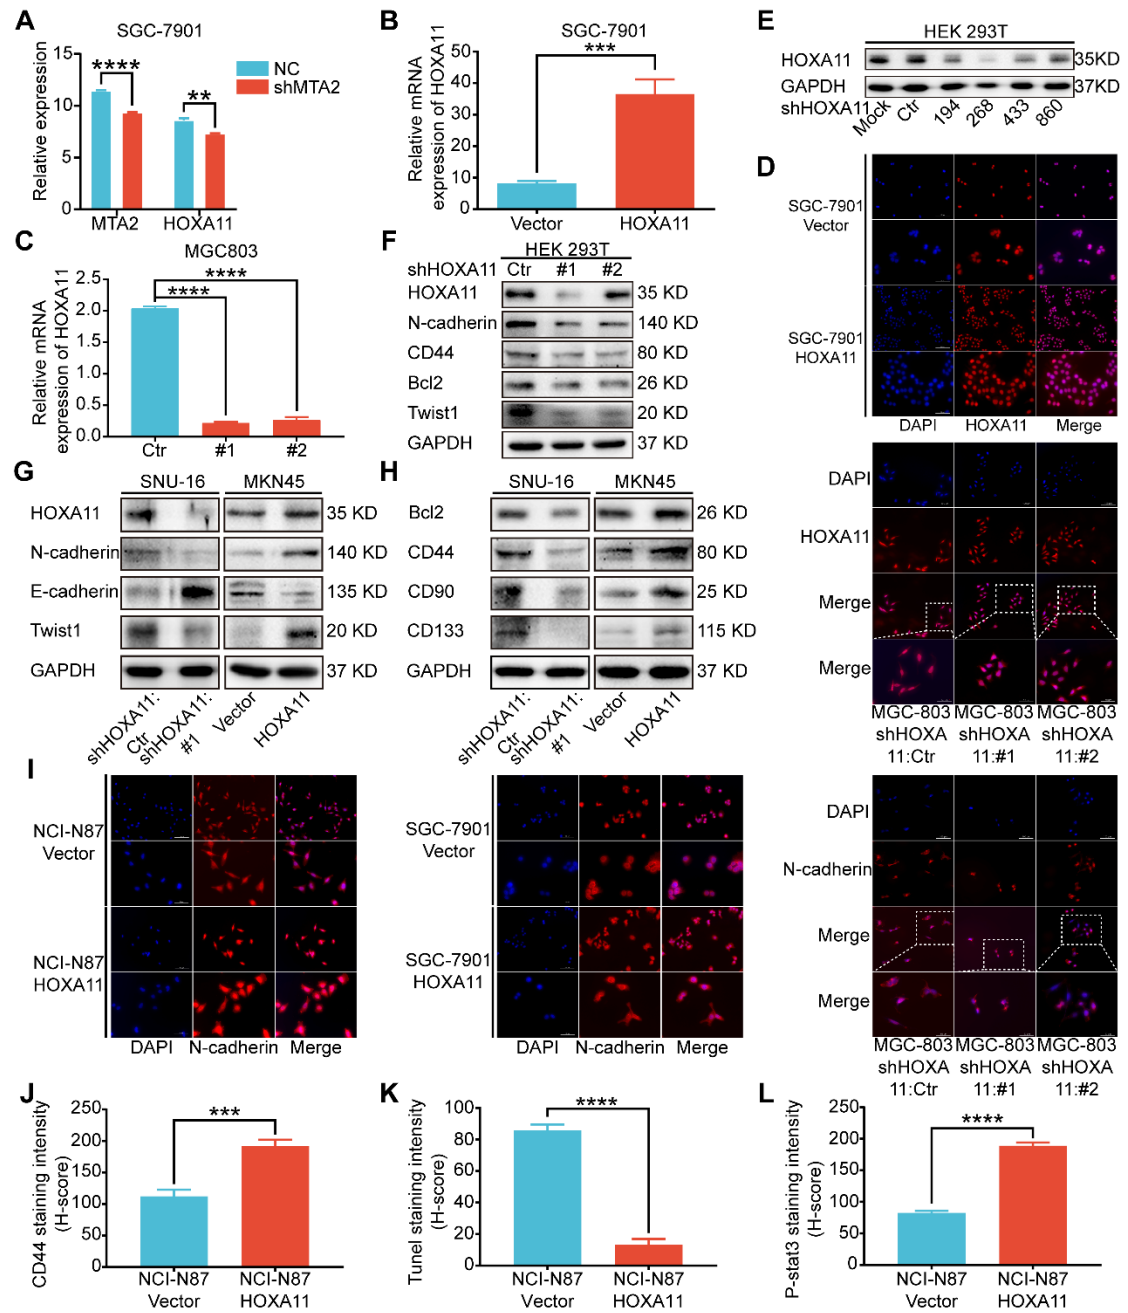 A
SGC-7901
Relative expression
15
10
5
0
****
**
NC
shMTA2
MTA2
HOXA11
B
SGC-7901
Relative mRNA
expression of HOXA11
50
40
30
20
10
0
***
Vector
HOXA11
E
HEK 293T
HOXA11
35KD
GAPDH
37KD
shHOXA11
Mock
Ctr
194
268
433
860
C
MGC803
Relative mRNA
expression of HOXA11
2.5
2.0
1.5
1.0
0.5
0.0
****
****
Ctr
#1
#2
F
HEK 293T
shHOXA11 Ctr #1 #2
HOXA11 35 KD
N-cadherin 140 KD
CD44 80 KD
Bcl2 26 KD
Twist1 20 KD
GAPDH 37 KD
D
SGC-7901
Vector
SGC-7901
HOXA11
DAPI HOXA11 Merge
DAPI
HOXA11
Merge
Merge
MGC-803 MGC-803 MGC-803
shHOXA shHOXA shHOXA
11:Ctr 11:#1 11:#2
G
SNU-16 MKN45
HOXA11 35 KD
N-cadherin 140 KD
E-cadherin 135 KD
Twist1 20 KD
GAPDH 37 KD
shHOXA11:
Ctr
shHOXA11:
#1
Vector
HOXA11
H
SNU-16 MKN45
Bcl2 26 KD
CD44 80 KD
CD90 25 KD
CD133 115 KD
GAPDH 37 KD
shHOXA11:
Ctr
shHOXA11:
#1
Vector
HOXA11
I
NCI-N87
Vector
NCI-N87
HOXA11
DAPI N-cadherin Merge
SGC-7901
Vector
SGC-7901
HOXA11
DAPI N-cadherin Merge
DAPI
N-cadherin
Merge
Merge
MGC-803 MGC-803 MGC-803
shHOXA shHOXA shHOXA
11:Ctr 11:#1 11:#2
J
CD44 staining intensity
(H-score)
250
200
150
100
50
0
***
NCI-N87 NCI-N87
Vector HOXA11
K
Tunel staining intensity
(H-score)
100
80
60
40
20
0
****
NCI-N87 NCI-N87
Vector HOXA11
L
P-stat3 staining intensity
(H-score)
250
200
150
100
50
0
****
NCI-N87 NCI-N87
Vector HOXA11